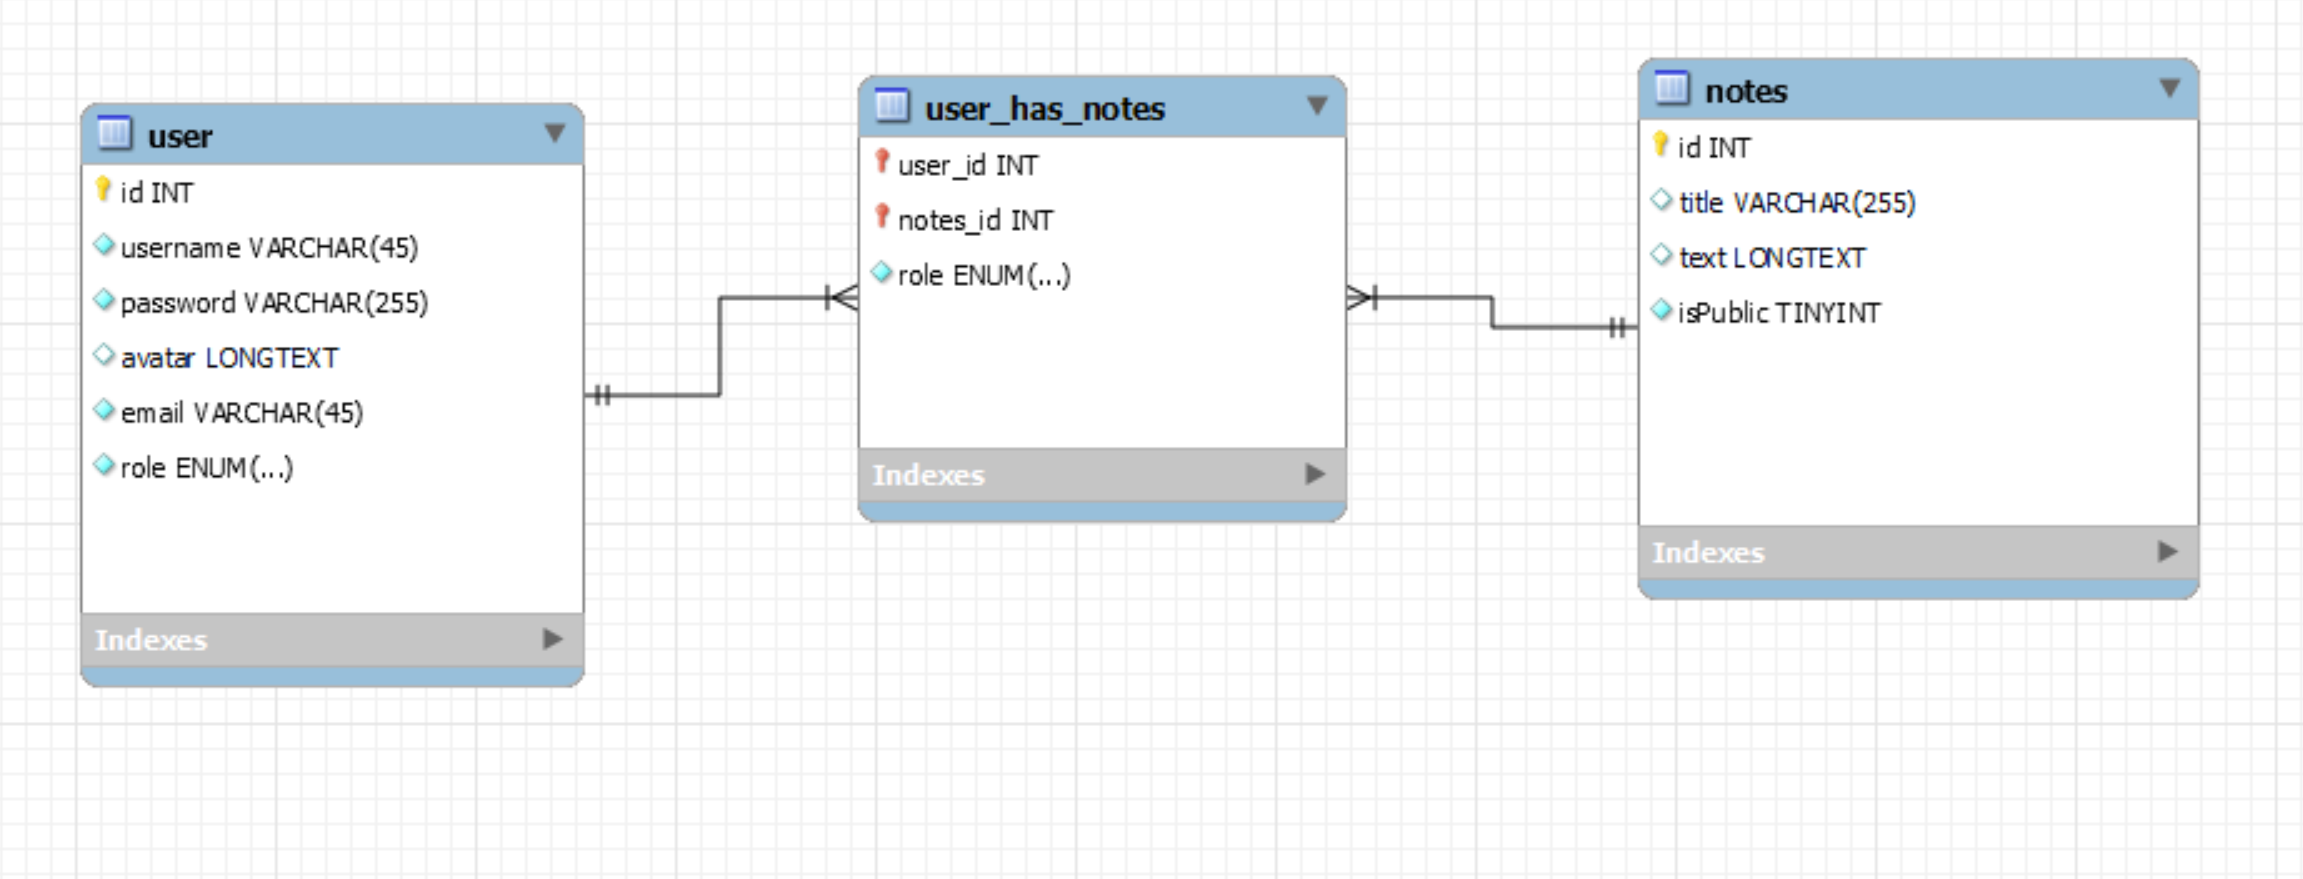 user
id INT
username VARCHAR(45)
password VARCHAR(255)
avatar LONGTEXT
email VARCHAR(45)
role ENUM(...)
Indexes
user_has_notes
user_id INT
notes_id INT
role ENUM(...)
Indexes
notes
id INT
title VARCHAR(255)
text LONGTEXT
isPublic TINYINT
Indexes